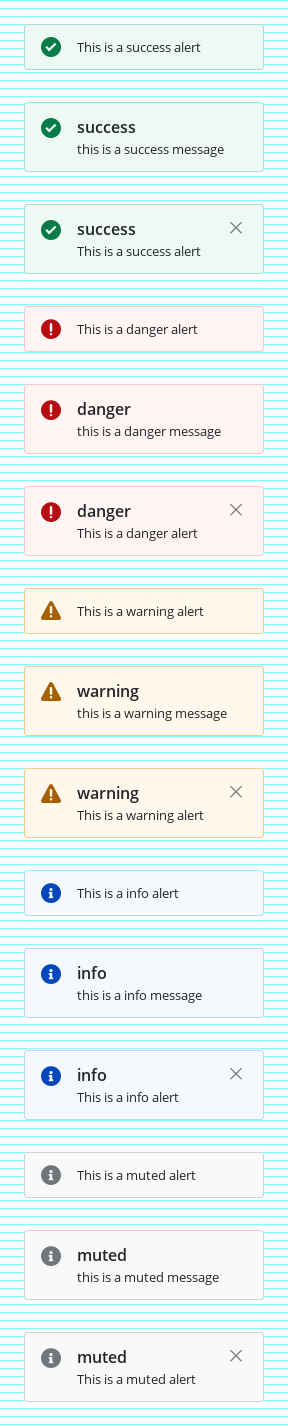 This is a success alert
success
this is a success message
success
This is a success alert
This is a danger alert
danger
this is a danger message
danger
This is a danger alert
This is a warning alert
warning
this is a warning message
warning
This is a warning alert
This is a info alert
info
this is a info message
info
This is a info alert
This is a muted alert
muted
this is a muted message
muted
This is a muted alert